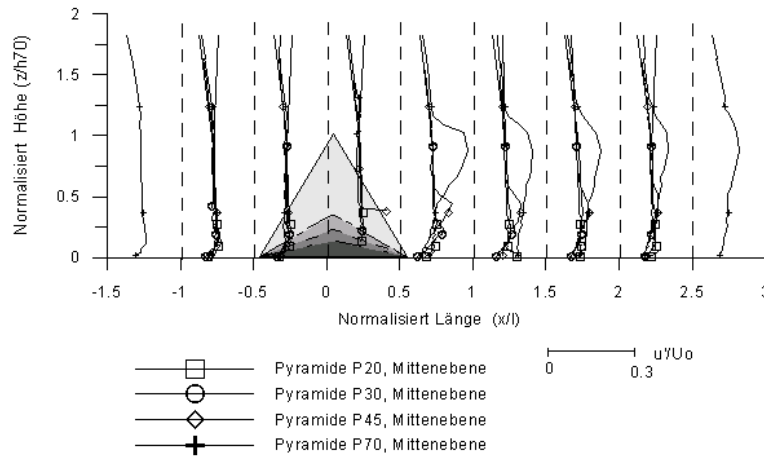 Normalisiert Höhe (z/h70)
2
1.5
1
0.5
0
-1.5 -1 -0.5 0 0.5 1 1.5 2 2.5 3
Normalisiert Länge (x/l)
0 0.3 u'/Uo
Pyramide P20, Mittenebene
Pyramide P30, Mittenebene
Pyramide P45, Mittenebene
Pyramide P70, Mittenebene